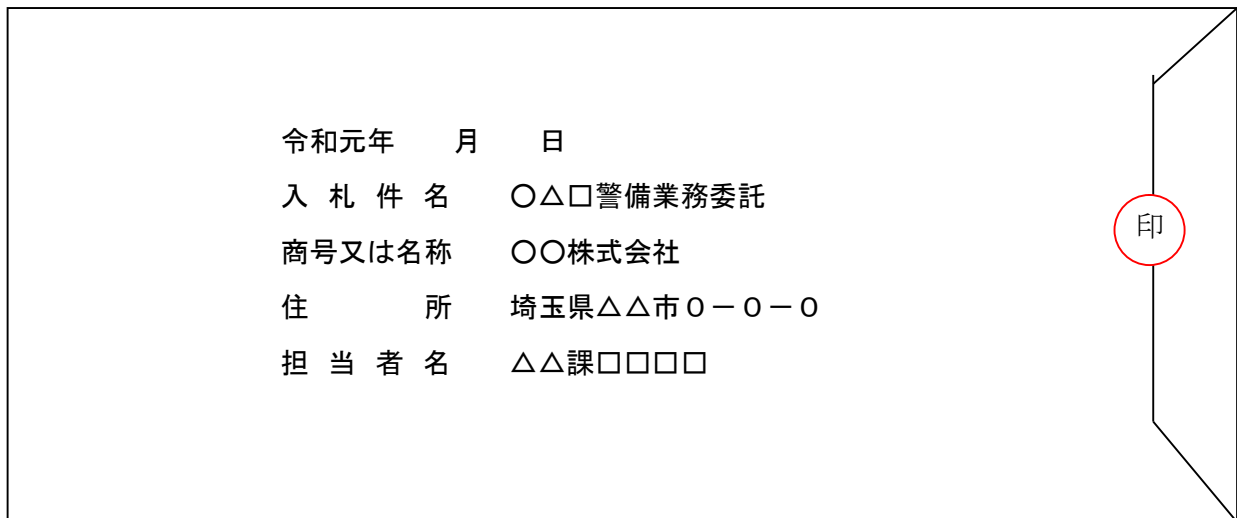 令和元年　　月　　日
入 札 件 名　　〇△□警備業務委託
商号又は名称　　〇〇株式会社
住　　　　所　　埼玉県△△市０－０－０
担 当 者 名　　△△課□□□□
印